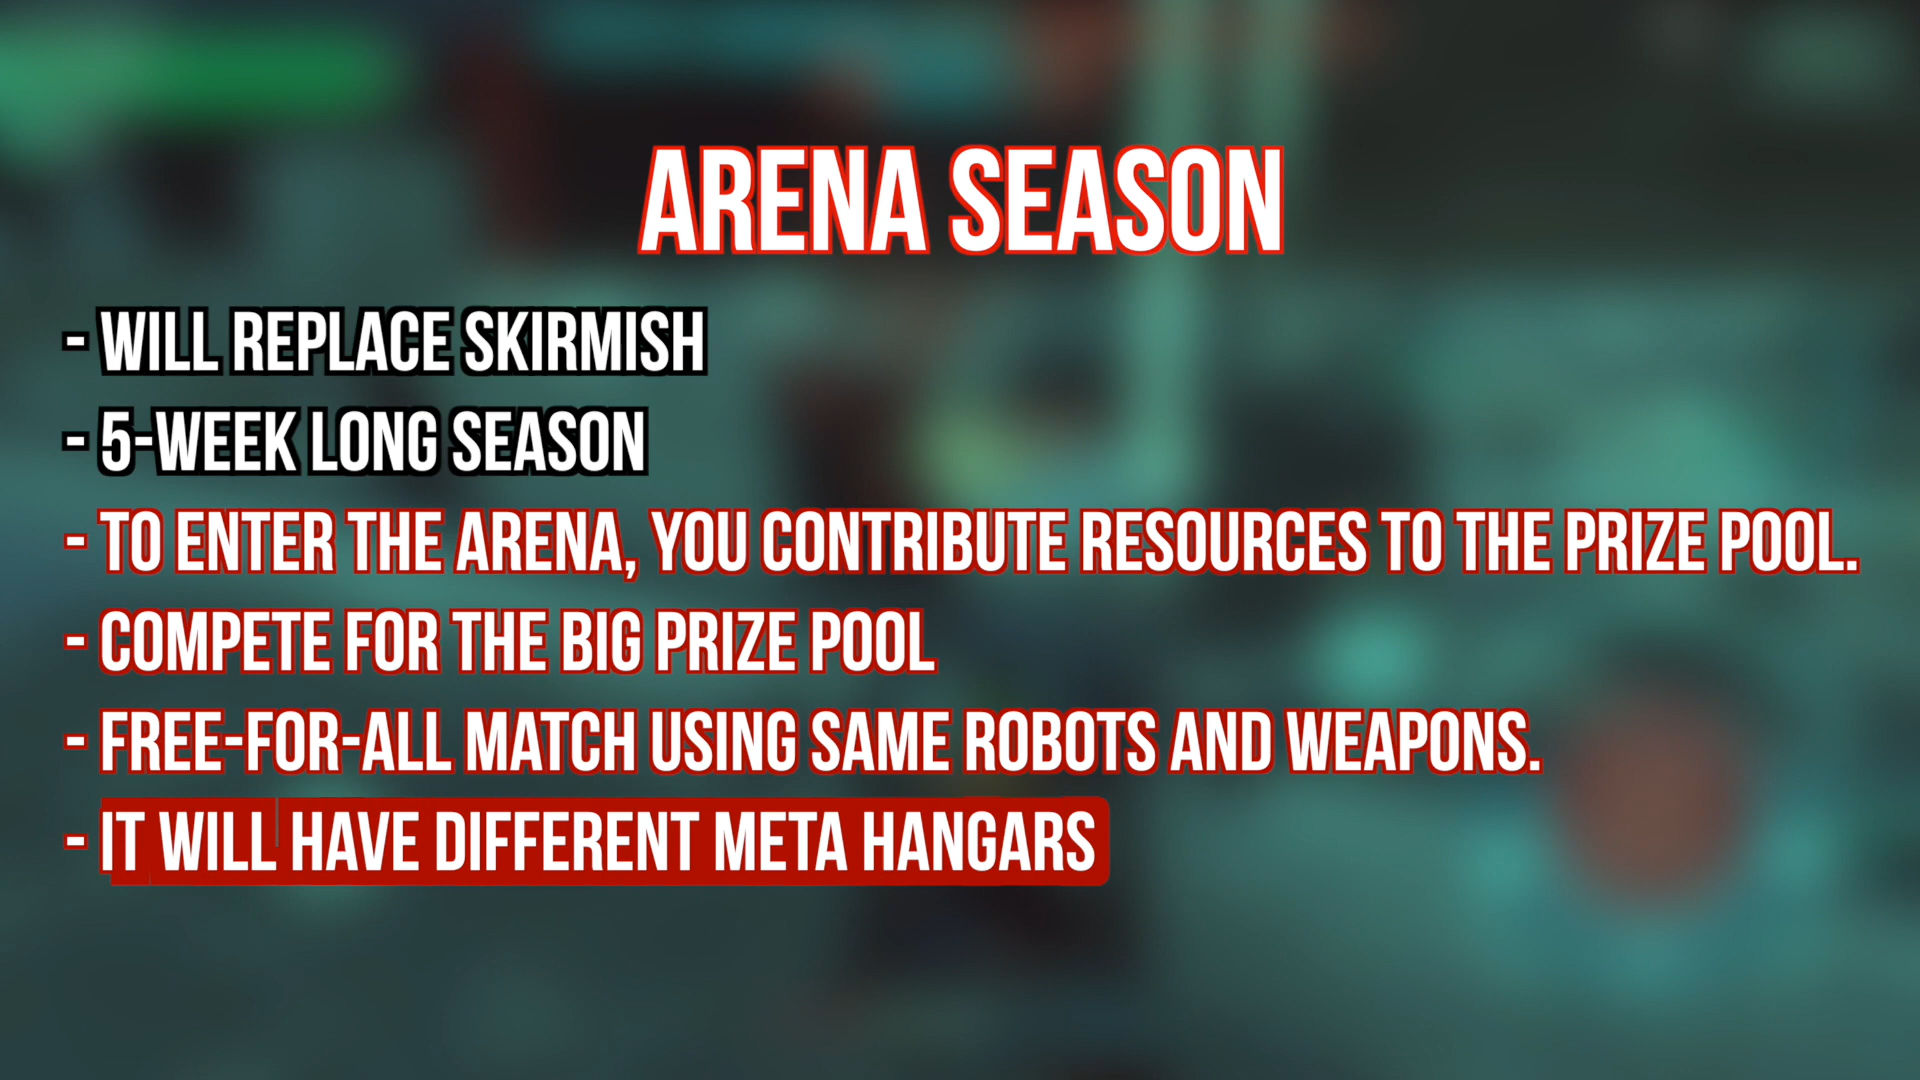 ARENA SEASON
- WILL REPLACE SKIRMISH
- 5-WEEK LONG SEASON
- TO ENTER THE ARENA, YOU CONTRIBUTE RESOURCES TO THE PRIZE POOL.
- COMPETE FOR THE BIG PRIZE POOL
- FREE-FOR-ALL MATCH USING SAME ROBOTS AND WEAPONS.
- IT WILL HAVE DIFFERENT META HANGARS